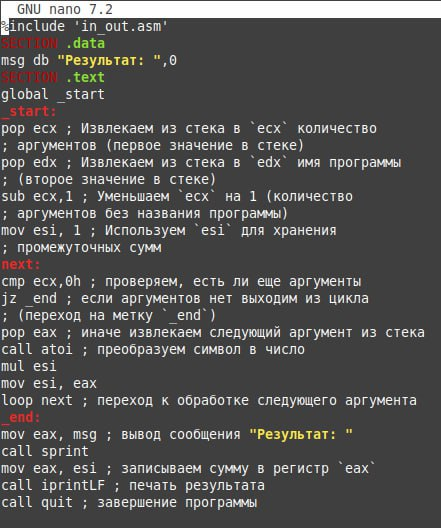 GNU nano 7.2
%include 'in_out.asm'
SECTION .data
msg db "Результат: ",0
SECTION .text
global _start
_start:
pop ecx ; Извлекаем из стека в `ecx` количество
; аргументов (первое значение в стеке)
pop edx ; Извлекаем из стека в `edx` имя программы
; (второе значение в стеке)
sub ecx,1 ; Уменьшаем `ecx` на 1 (количество
; аргументов без названия программы)
mov esi, 1 ; Используем `esi` для хранения
; промежуточных сумм
next:
cmp ecx,0h ; проверяем, есть ли еще аргументы
jz _end ; если аргументов нет выходим из цикла
; (переход на метку `_end`)
pop eax ; иначе извлекаем следующий аргумент из стека
call atoi ; преобразуем символ в число
mul esi
mov esi, eax
loop next ; переход к обработке следующего аргумента
_end:
mov eax, msg ; вывод сообщения "Результат: "
call sprint
mov eax, esi ; записываем сумму в регистр `eax`
call iprintLF ; печать результата
call quit ; завершение программы